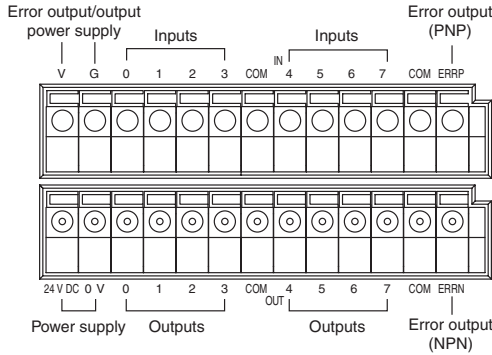 Error output/output
power supply
Inputs
Inputs
Error output
(PNP)
V G 0 1 2 3 COM IN 4 5 6 7 COM ERRP
24 V DC 0 V 0 1 2 3 COM OUT 4 5 6 7 COM ERRN
Power supply
Outputs
Outputs
Error output
(NPN)